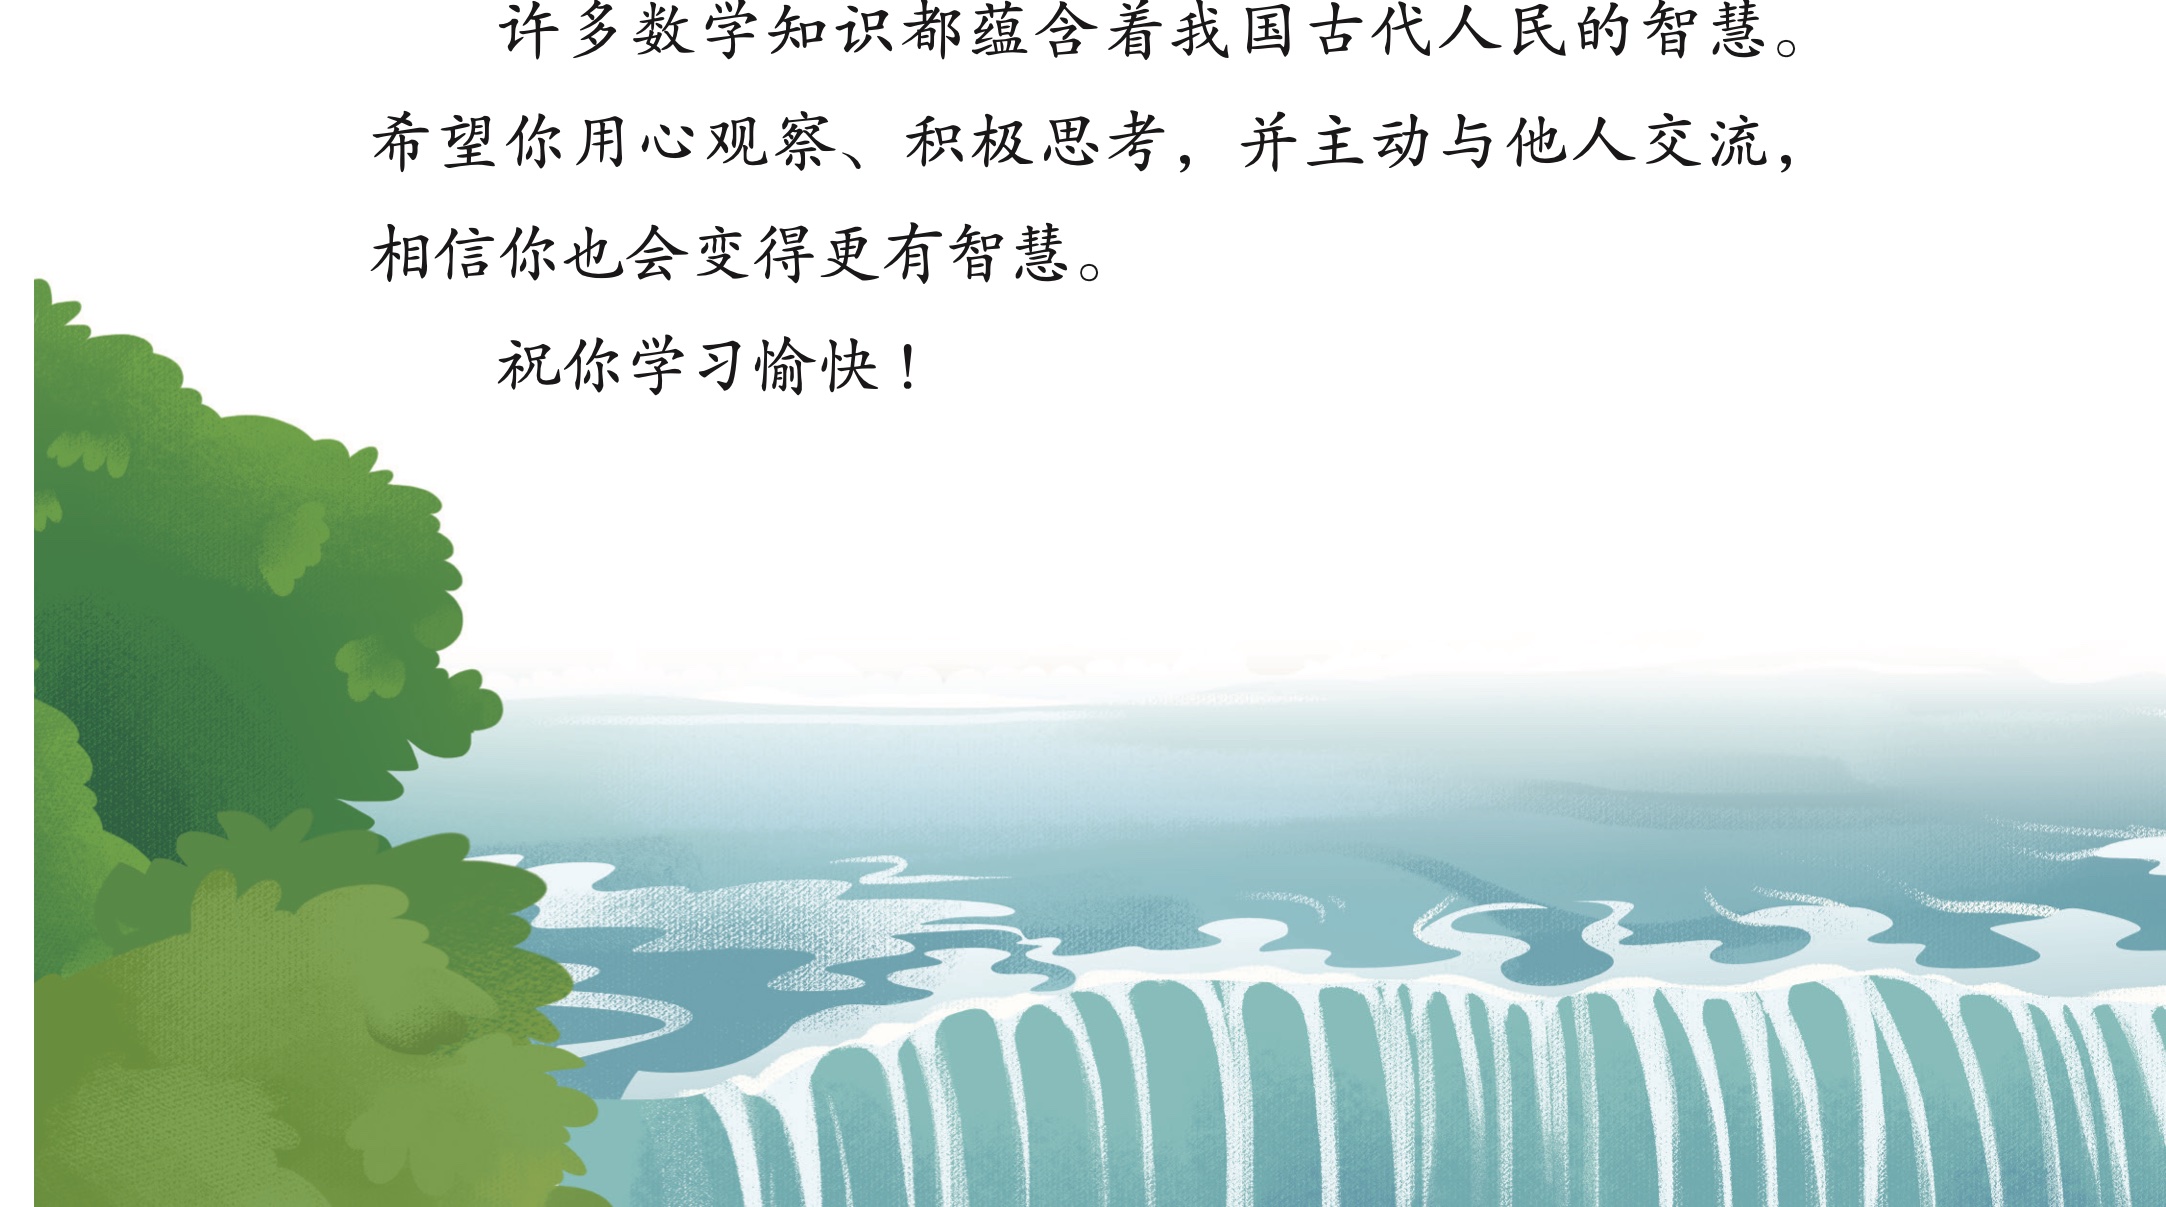 许多数学知识都蕴含着我国古代人民的智慧。
希望你用心观察、积极思考，并主动与他人交流，
相信你也会变得更有智慧。
祝你学习愉快！